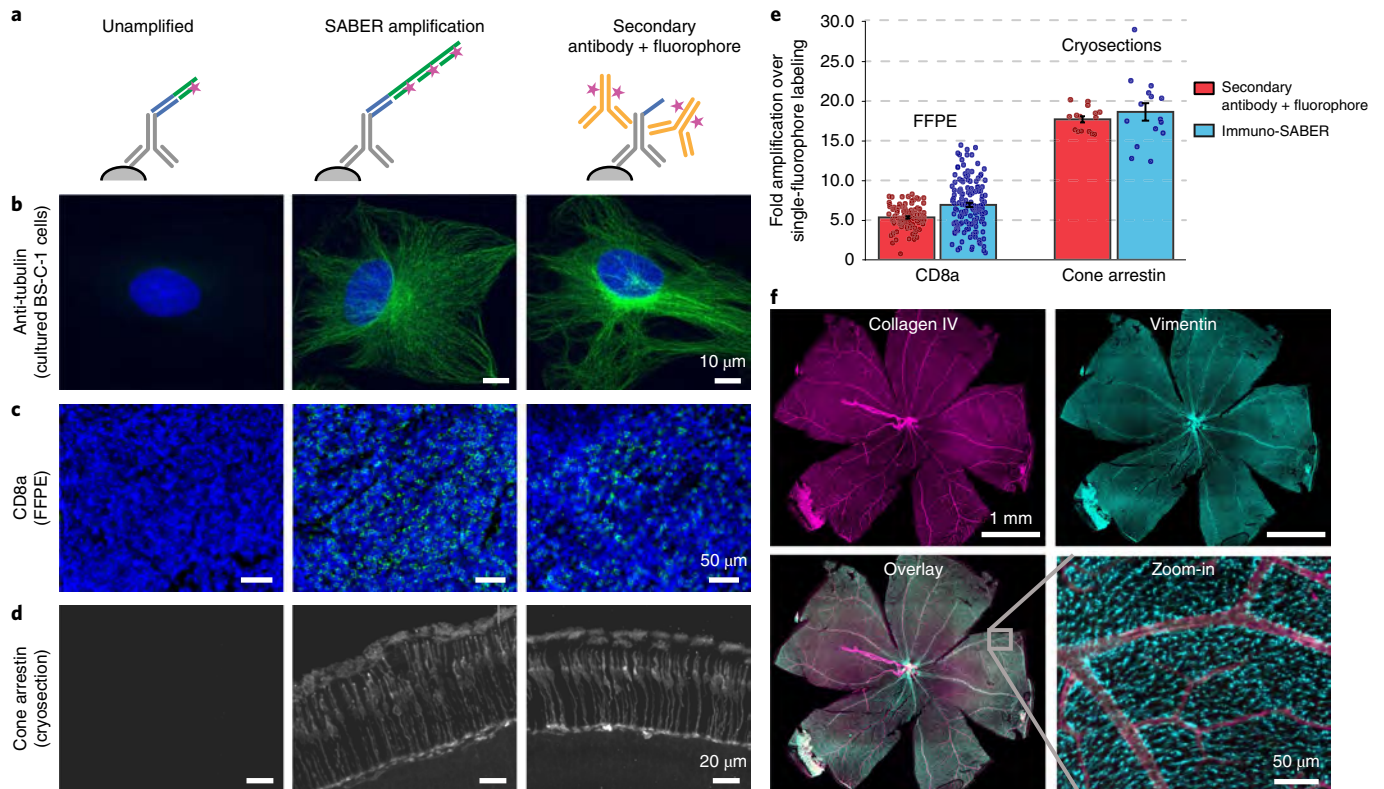 a
Unamplified
SABER amplification
Secondary
antibody + fluorophore
b
Anti-tubulin
(cultured BS-C-1 cells)
10 μm
c
CD8a
(FFPE)
50 μm
d
Cone arrestin
(cryosection)
20 μm
e
Fold amplification over
single-fluorophore labeling
30.0
25.0
20.0
15.0
10.0
5.0
0
FFPE
Cryosections
CD8a
Cone arrestin
Secondary
antibody + fluorophore
Immuno-SABER
f
Collagen IV
1 mm
Vimentin
Overlay
Zoom-in
50 μm